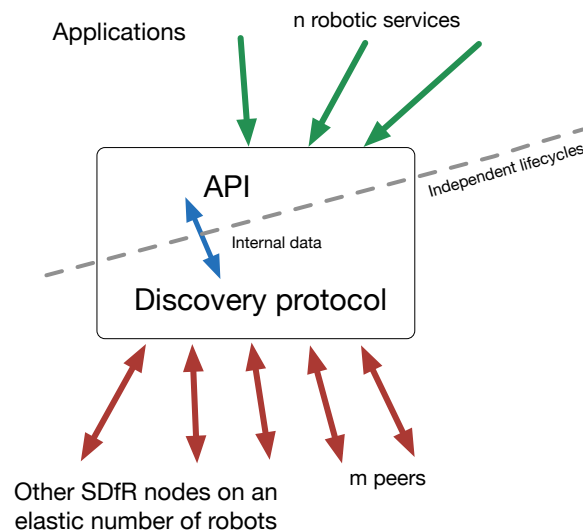 Applications
n robotic services
Independent lifecycles
API
Internal data
Discovery protocol
m peers
Other SDfR nodes on an
elastic number of robots